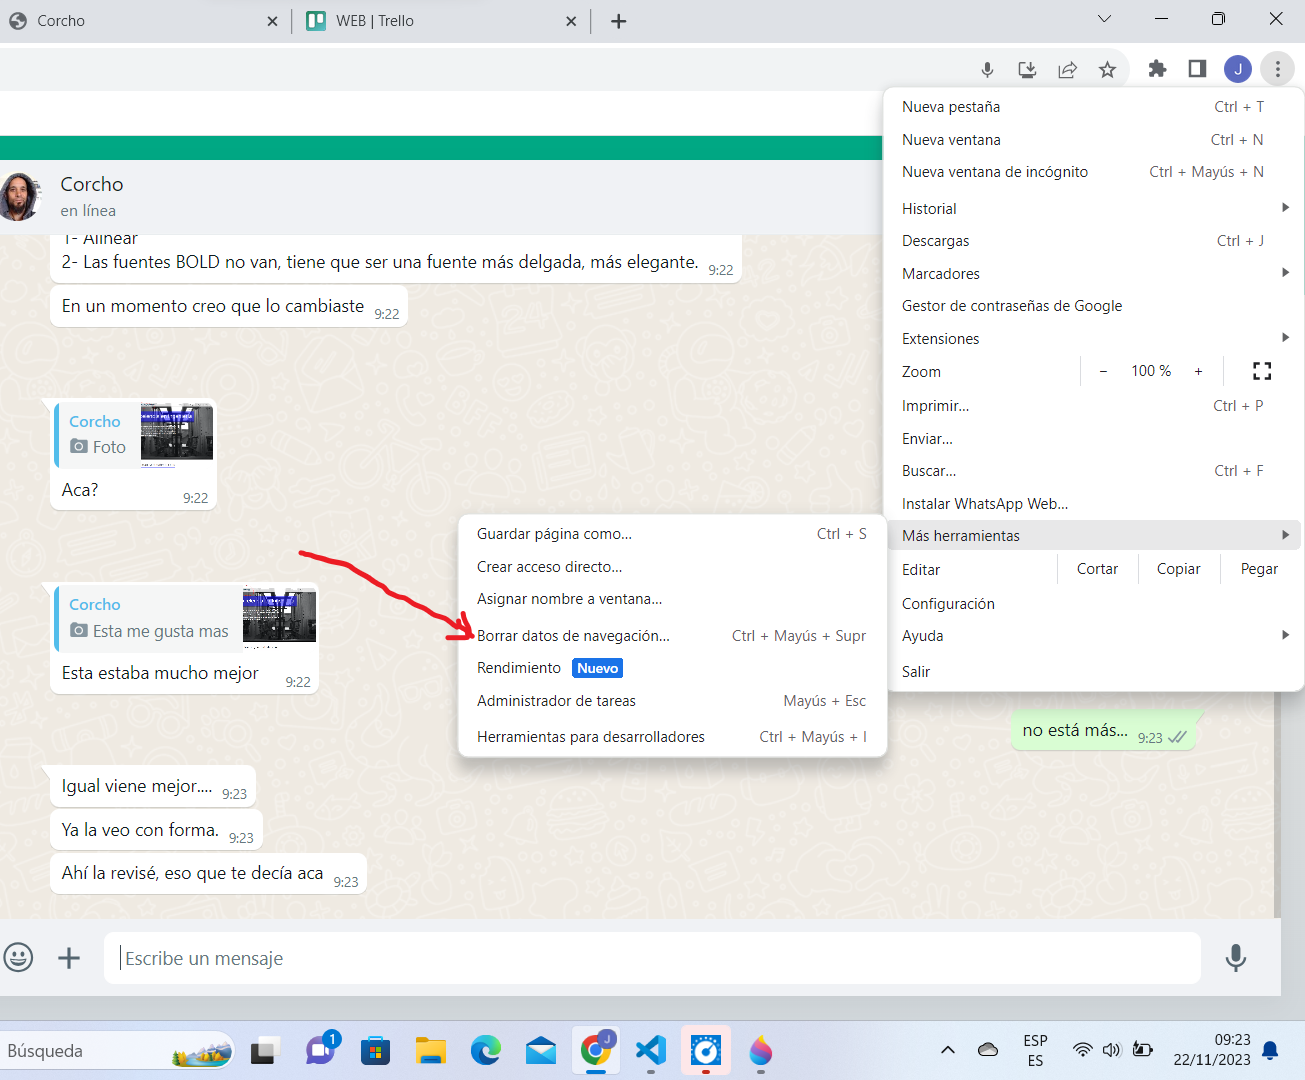 Corcho
WEB | Trello
J
Nueva pestaña Ctrl + T
Nueva ventana Ctrl + N
Nueva ventana de incógnito Ctrl + Mayús + N
Historial
Descargas Ctrl + J
Marcadores
Gestor de contraseñas de Google
Extensiones
Zoom - 100 % +
Imprimir... Ctrl + P
Enviar...
Buscar... Ctrl + F
Instalar WhatsApp Web...
Más herramientas
Editar Cortar Copiar Pegar
Configuración
Ayuda
Salir
Guardar página como... Ctrl + S
Crear acceso directo...
Asignar nombre a ventana...
Borrar datos de navegación... Ctrl + Mayús + Supr
Rendimiento Nuevo
Administrador de tareas Mayús + Esc
Herramientas para desarrolladores Ctrl + Mayús + I
Corcho
en línea
1- Alinear
2- Las fuentes BOLD no van, tiene que ser una fuente más delgada, más elegante. 9:22
En un momento creo que lo cambiaste 9:22
Corcho
Foto
Aca? 9:22
Corcho
Esta me gusta mas
Esta estaba mucho mejor 9:22
no está más... 9:23
Igual viene mejor.... 9:23
Ya la veo con forma. 9:23
Ahí la revisé, eso que te decía aca 9:23
Escribe un mensaje
Búsqueda
1
J
ESP
ES
09:23
22/11/2023